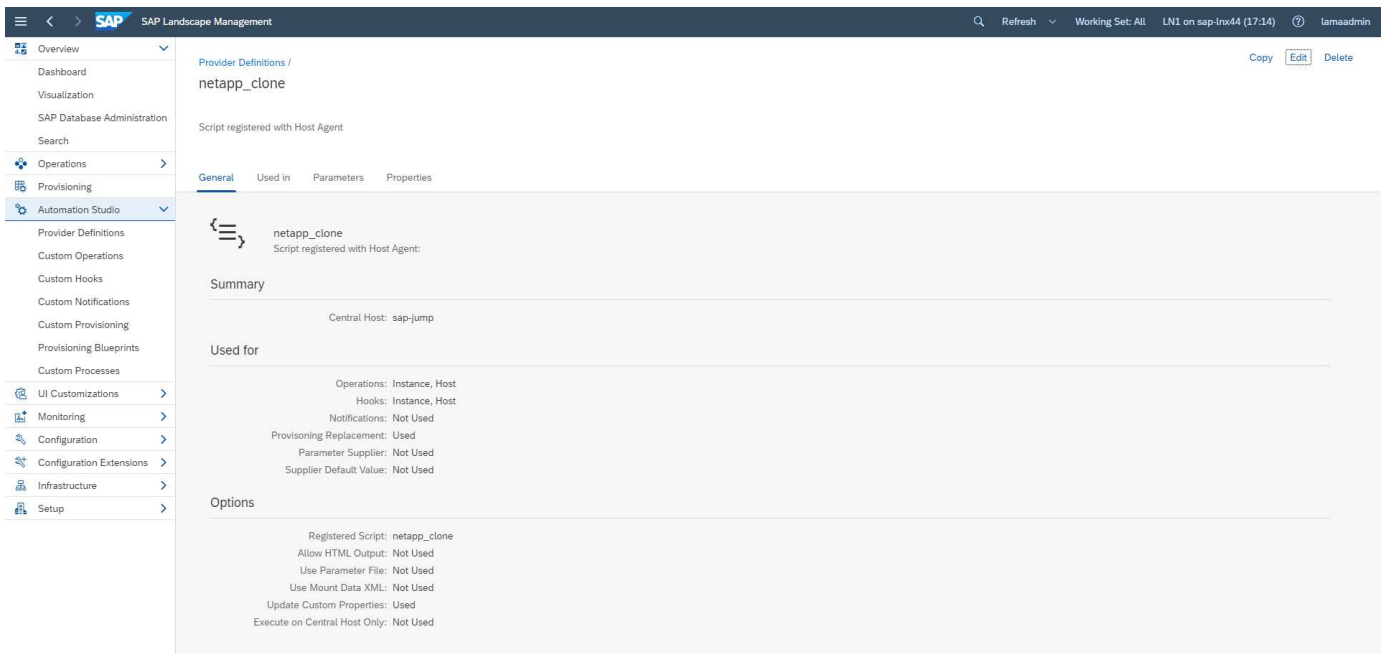 SAP SAP Landscape Management Refresh Working Set: All LN1 on sap-lnx44 (17:14) lamaadmin
Overview
Dashboard
Visualization
SAP Database Administration
Search
Operations
Provisioning
Automation Studio
Provider Definitions
Custom Operations
Custom Hooks
Custom Notifications
Custom Provisioning
Provisioning Blueprints
Custom Processes
UI Customizations
Monitoring
Configuration
Configuration Extensions
Infrastructure
Setup
Provider Definitions /
Copy Edit Delete
netapp_clone
Script registered with Host Agent
General Used in Parameters Properties
netapp_clone
Script registered with Host Agent:
Summary
Central Host: sap-jump
Used for
Operations: Instance, Host
Hooks: Instance, Host
Notifications: Not Used
Provisoning Replacement: Used
Parameter Supplier: Not Used
Supplier Default Value: Not Used
Options
Registered Script: netapp_clone
Allow HTML Output: Not Used
Use Parameter File: Not Used
Use Mount Data XML: Not Used
Update Custom Properties: Used
Execute on Central Host Only: Not Used